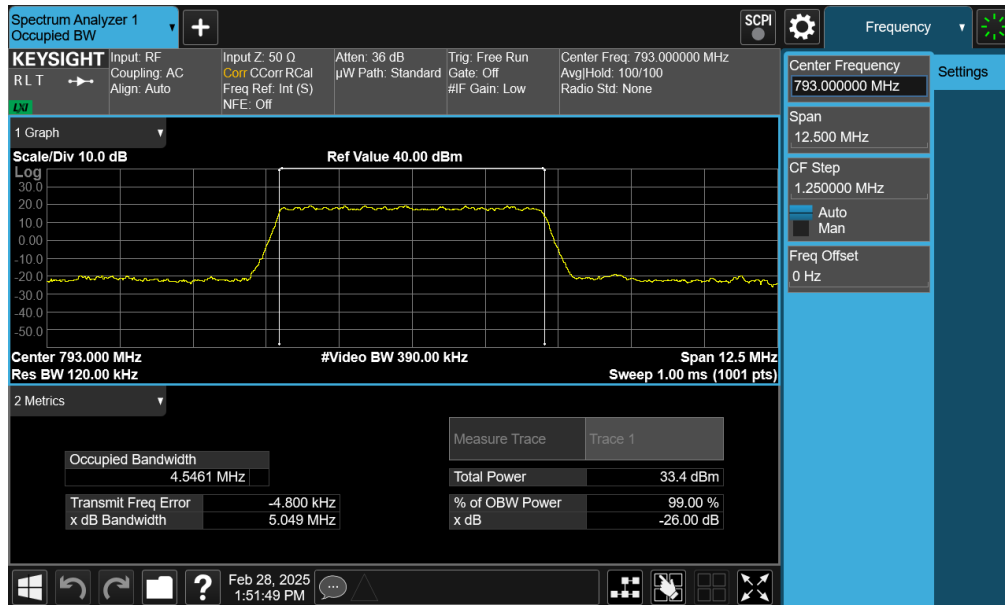 Spectrum Analyzer 1
Occupied BW
+
SCPI
Frequency
KEYSIGHT
R L T
LXI
Input: RF
Coupling: AC
Align: Auto
Input Z: 50 Ω
Corr CCorr RCal
Freq Ref: Int (S)
NFE: Off
Atten: 36 dB
µW Path: Standard
Trig: Free Run
Gate: Off
#IF Gain: Low
Center Freq: 793.000000 MHz
Avg|Hold: 100/100
Radio Std: None
Center Frequency
793.000000 MHz
Settings
Span
12.500 MHz
CF Step
1.250000 MHz
Auto
Man
Freq Offset
0 Hz
1 Graph
Scale/Div 10.0 dB
Ref Value 40.00 dBm
Log
30.0
20.0
10.0
0.00
-10.0
-20.0
-30.0
-40.0
-50.0
Center 793.000 MHz
#Video BW 390.00 kHz
Span 12.5 MHz
Res BW 120.00 kHz
Sweep 1.00 ms (1001 pts)
2 Metrics
Measure Trace Trace 1
Occupied Bandwidth
4.5461 MHz
Total Power 33.4 dBm
Transmit Freq Error -4.800 kHz
% of OBW Power 99.00 %
x dB Bandwidth 5.049 MHz
x dB -26.00 dB
?
Feb 28, 2025
1:51:49 PM